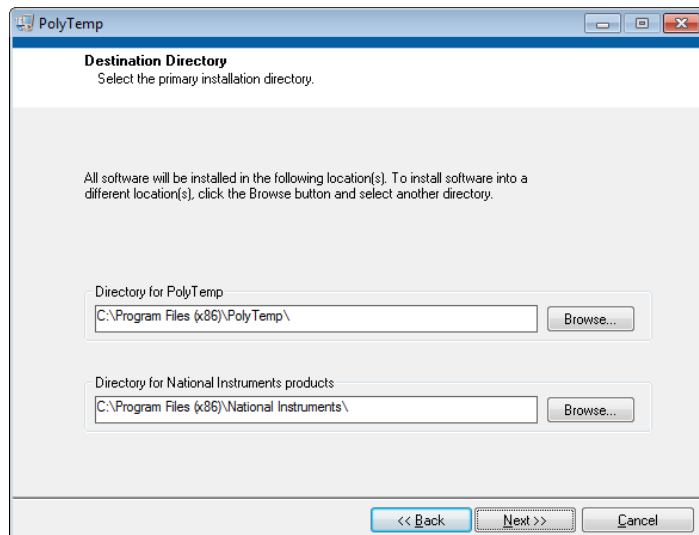 PolyTemp
Destination Directory
Select the primary installation directory.
All software will be installed in the following location(s). To install software into a
different location(s), click the Browse button and select another directory.
Directory for PolyTemp
C:\Program Files (x86)\PolyTemp\
Browse...
Directory for National Instruments products
C:\Program Files (x86)\National Instruments\
Browse...
<< Back
Next >>
Cancel